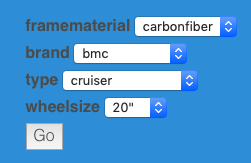 framematerial carbonfiber
brand bmc
type cruiser
wheelsize 20"
Go